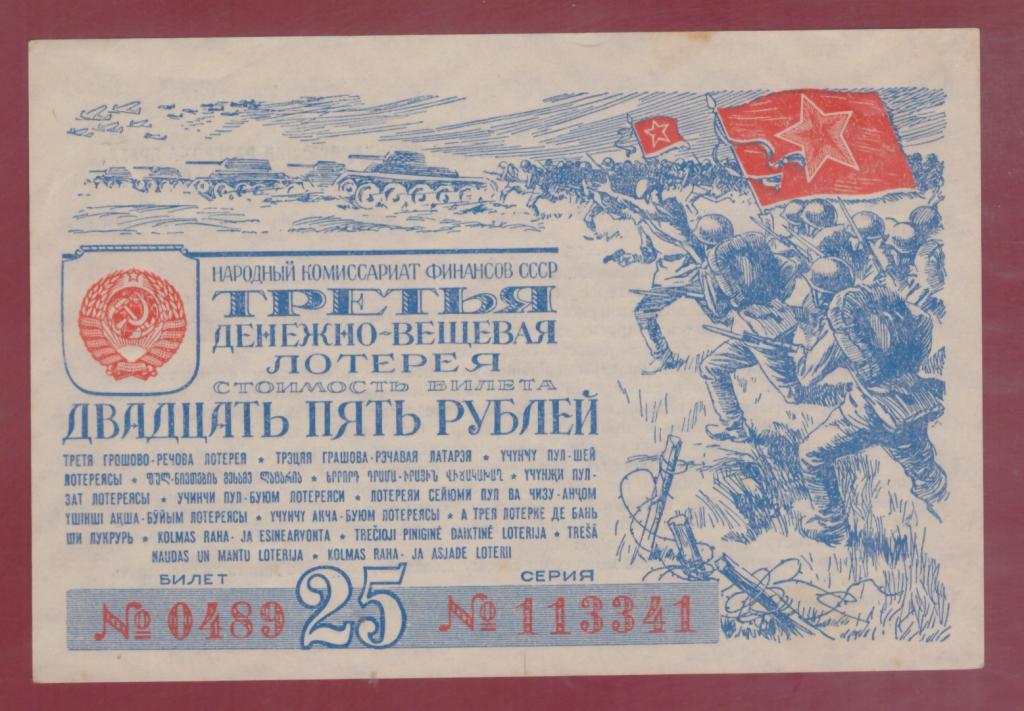 НАРОДНЫЙ КОМИССАРИАТ ФИНАНСОВ СССР
ТРЕТЬЯ
ДЕНЕЖНО-ВЕЩЕВАЯ
ЛОТЕРЕЯ
СТОИМОСТЬ БИЛЕТА
ДВАДЦАТЬ ПЯТЬ РУБЛЕЙ
ТРЕТЯ ГРОШОВО-РЕЧОВА ЛОТЕРЕЯ ★ ТРЭЦЯЯ ГРАШОВА-РЭЧАВАЯ ЛАТАРЭЯ ★ ҮЧҮНҸҮ ПУЛ-ШЕЙ
ЛОТЕРЕЯСЫ ★ ★ ★ ҮЧҮНҖИ ПУЛ-
ЗАТ ЛОТЕРЕЯСЫ ★ УЧИНЧИ ПУЛ-БУЮМ ЛОТЕРЕЯСИ ★ ЛОТЕРЕЯИ СЕЙЮМИ ПУЛ ВА ЧИЗУ-АНҶОМ
ҮШІНШІ АҚША-БҰЙЫМ ЛОТЕРЕЯСЫ ★ ҮЧҮНЧҮ АКЧА-БУЮМ ЛОТЕРЕЯСЫ ★ А ТРЕЯ ЛОТЕРИЕ ДЕ БАНЬ
ШИ ЛУКРУРЬ ★ KOLMAS RAHA- JA ESINEARVONTA ★ TREČIOJI PINIGINĖ DAIKTINĖ LOTERIJA ★ TREŠĀ
NAUDAS UN MANTU LOTERIJA ★ KOLMAS RAHA- JA ASJADE LOTERII
БИЛЕТ 25 СЕРИЯ
№ 0489 № 113341